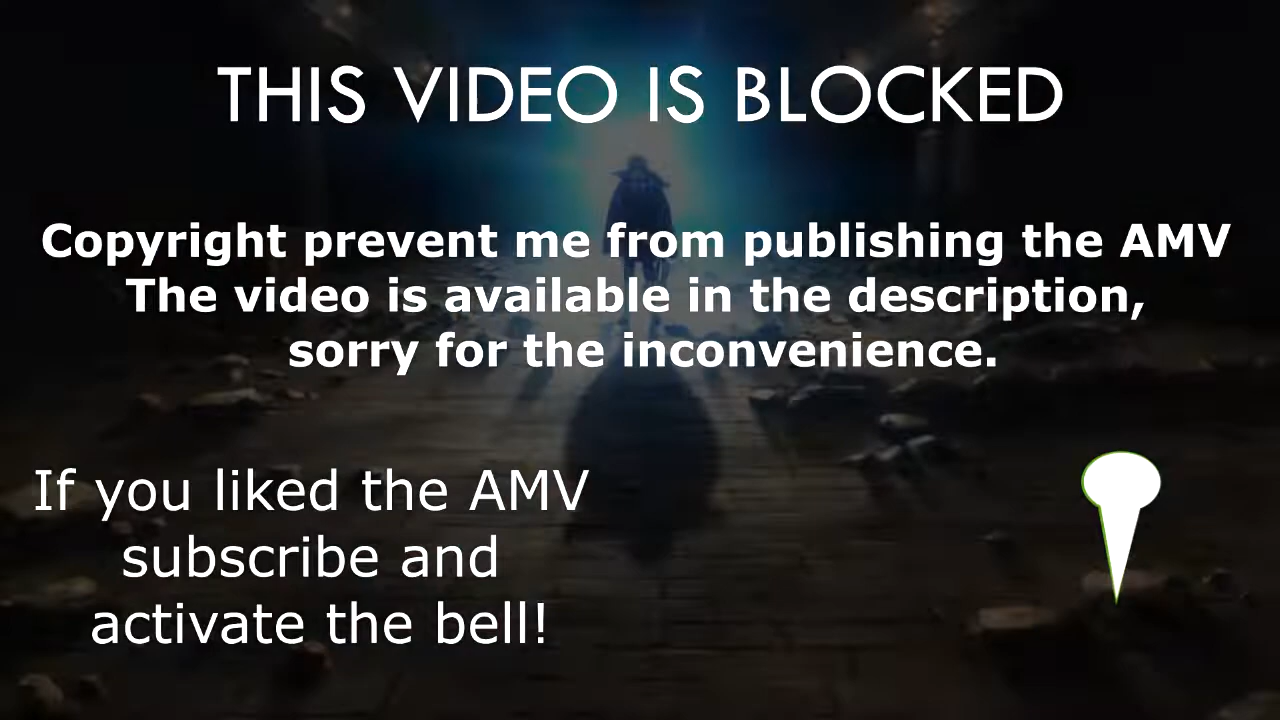 THIS VIDEO IS BLOCKED
Copyright prevent me from publishing the AMV
The video is available in the description,
sorry for the inconvenience.
If you liked the AMV
subscribe and
activate the bell!